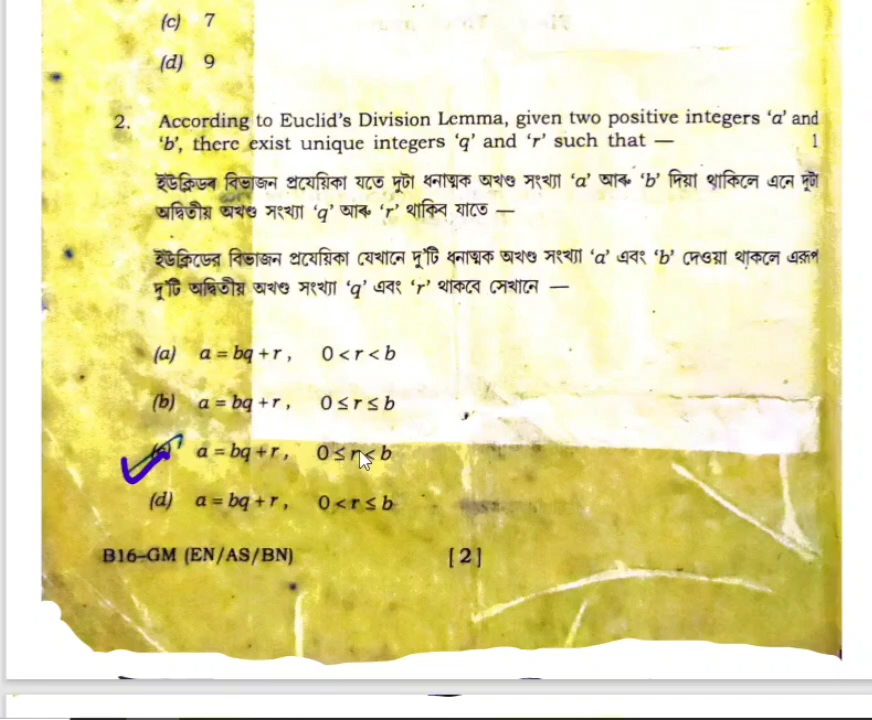 (c) 7
(d) 9
2. According to Euclid's Division Lemma, given two positive integers 'a' and
'b', there exist unique integers 'q' and 'r' such that — 1
ইউক্লিডৰ বিভাজন প্ৰমেয়িকা যতে দুটা ধনাত্মক অখণ্ড সংখ্যা 'a' আৰু 'b' দিয়া থাকিলে এনে দুটা
অদ্বিতীয় অখণ্ড সংখ্যা 'q' আৰু 'r' থাকিব যাতে —
ইউক্লিডের বিভাজন প্রমেয়িকা যেখানে দু'টি ধনাত্মক অখণ্ড সংখ্যা 'a' এবং 'b' দেওয়া থাকলে এরূপ
দু'টি অদ্বিতীয় অখণ্ড সংখ্যা 'q' এবং 'r' থাকবে সেখানে —
(a) a = bq + r, 0 < r < b
(b) a = bq + r, 0 ≤ r ≤ b
a = bq + r, 0 ≤ r < b
(d) a = bq + r, 0 < r ≤ b
B16-GM (EN/AS/BN) [ 2 ]